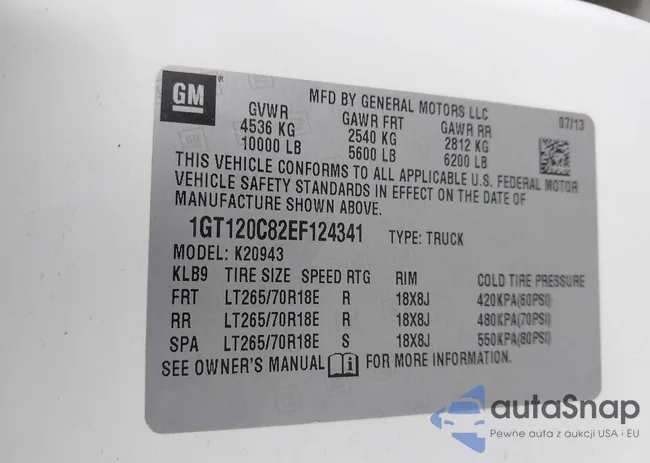 GM
MFD BY GENERAL MOTORS LLC
07/13
GVWR GAWR FRT GAWR RR
4536 KG 2540 KG 2812 KG
10000 LB 5600 LB 6200 LB
THIS VEHICLE CONFORMS TO ALL APPLICABLE U.S. FEDERAL MOTOR
VEHICLE SAFETY STANDARDS IN EFFECT ON THE DATE OF
MANUFACTURE SHOWN ABOVE.
1GT120C82EF124341 TYPE: TRUCK
MODEL: K20943
KLB9 TIRE SIZE SPEED RTG RIM COLD TIRE PRESSURE
FRT LT265/70R18E R 18X8J 420KPA(60PSI)
RR LT265/70R18E R 18X8J 480KPA(70PSI)
SPA LT265/70R18E S 18X8J 550KPA(80PSI)
SEE OWNER'S MANUAL FOR MORE INFORMATION.
autaSnap
Pewne auta z aukcji USA i EU